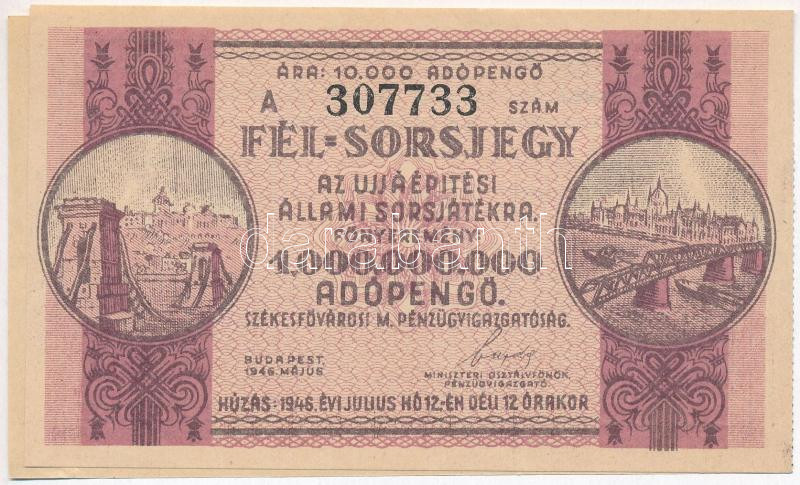 ÁRA: 10.000 ADÓPENGŐ
A 307733 SZÁM
FÉL=SORSJEGY
AZ UJJÁÉPITÉSI
ÁLLAMI SORSJÁTÉKRA.
FŐNYEREMÉNY
1.000.000.000
ADÓPENGŐ.
SZÉKESFŐVÁROSI M. PÉNZÜGYIGAZGATÓSÁG.
BUDAPEST,
1946. MÁJUS
MINISZTERI OSZTÁLYFŐNÖK,
PÉNZÜGYIGAZGATÓ.
HÚZÁS: 1946. ÉVI JULIUS HÓ 12.-ÉN DÉLI 12 ÓRAKOR
darabanth